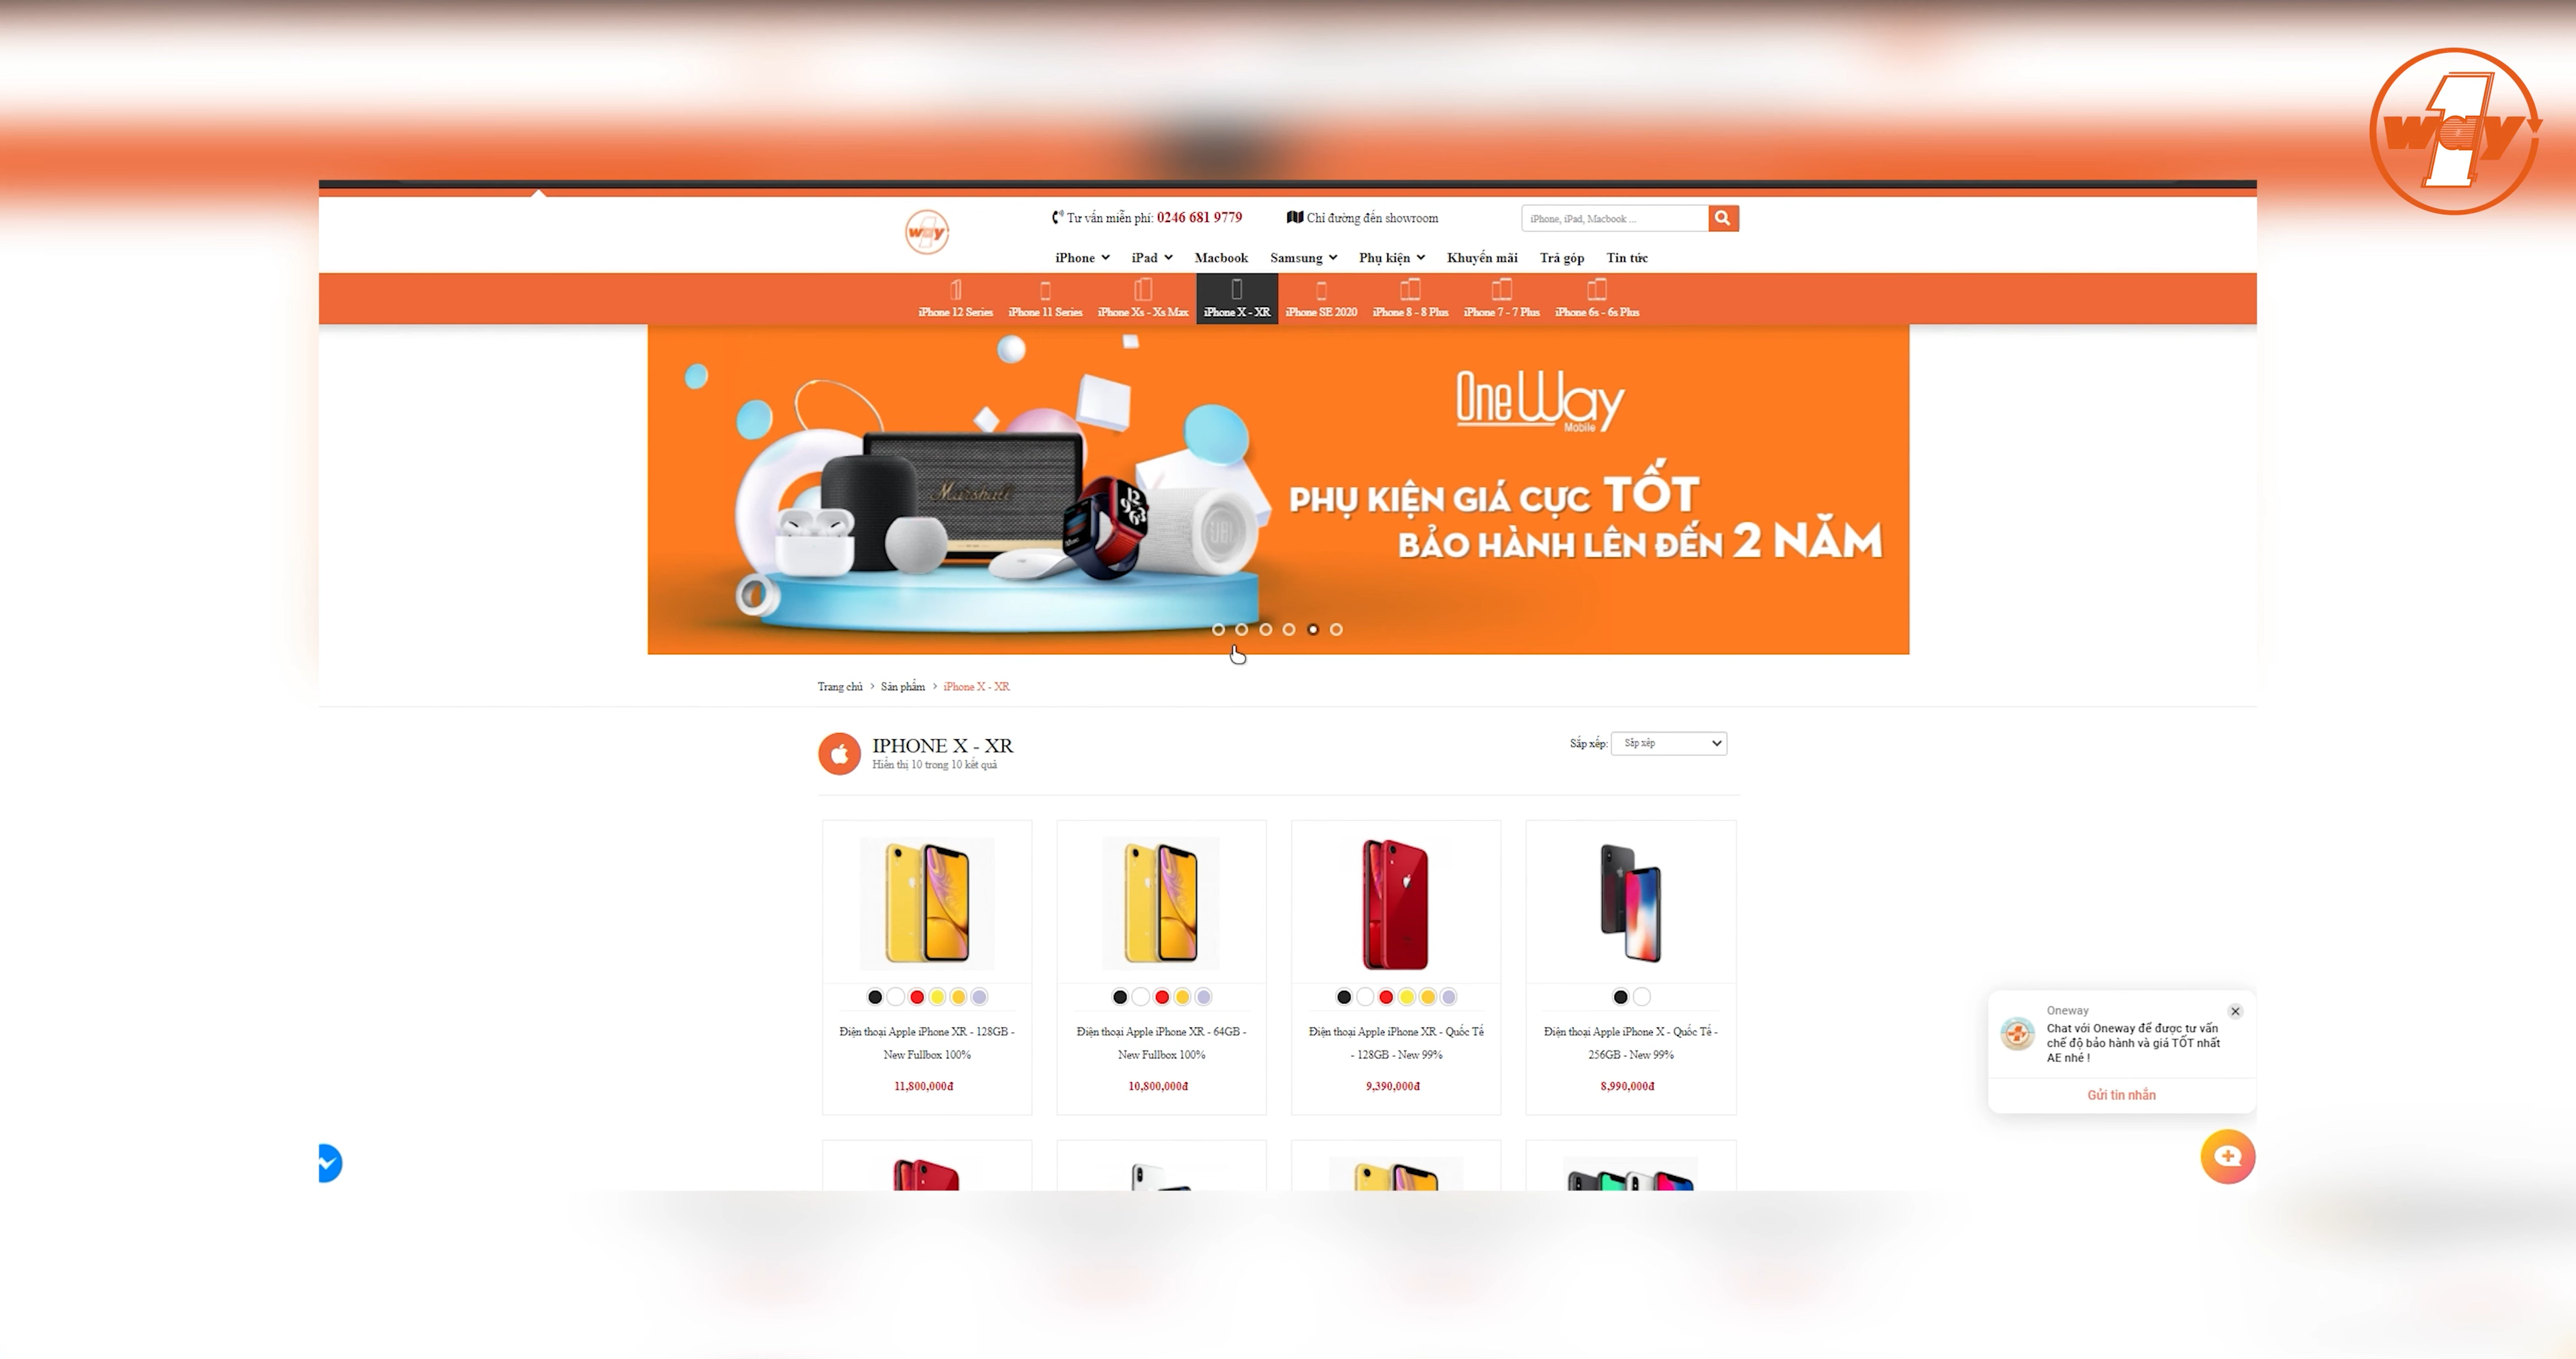 1 way
1 way
Tư vấn miễn phí: 0246 681 9779
Chỉ đường đến showroom
iPhone, iPad, Macbook ...
iPhone
iPad
Macbook
Samsung
Phụ kiện
Khuyến mãi
Trả góp
Tin tức
iPhone 12 Series
iPhone 11 Series
iPhone Xs - Xs Max
iPhone X - XR
iPhone SE 2020
iPhone 8 - 8 Plus
iPhone 7 - 7 Plus
iPhone 6s - 6s Plus
OneWay
Mobile
Marshall
JBL
PHỤ KIỆN GIÁ CỰC TỐT
BẢO HÀNH LÊN ĐẾN 2 NĂM
Trang chủ > Sản phẩm > iPhone X - XR
IPHONE X - XR
Hiển thị 10 trong 10 kết quả
Sắp xếp: Sắp xếp
Điện thoại Apple iPhone XR - 128GB -
New Fullbox 100%
11,800,000đ
Điện thoại Apple iPhone XR - 64GB -
New Fullbox 100%
10,800,000đ
Điện thoại Apple iPhone XR - Quốc Tế
- 128GB - New 99%
9,390,000đ
Điện thoại Apple iPhone X - Quốc Tế -
256GB - New 99%
8,990,000đ
Oneway
Chat với Oneway để được tư vấn
chế độ bảo hành và giá TỐT nhất
AE nhé !
Gửi tin nhắn